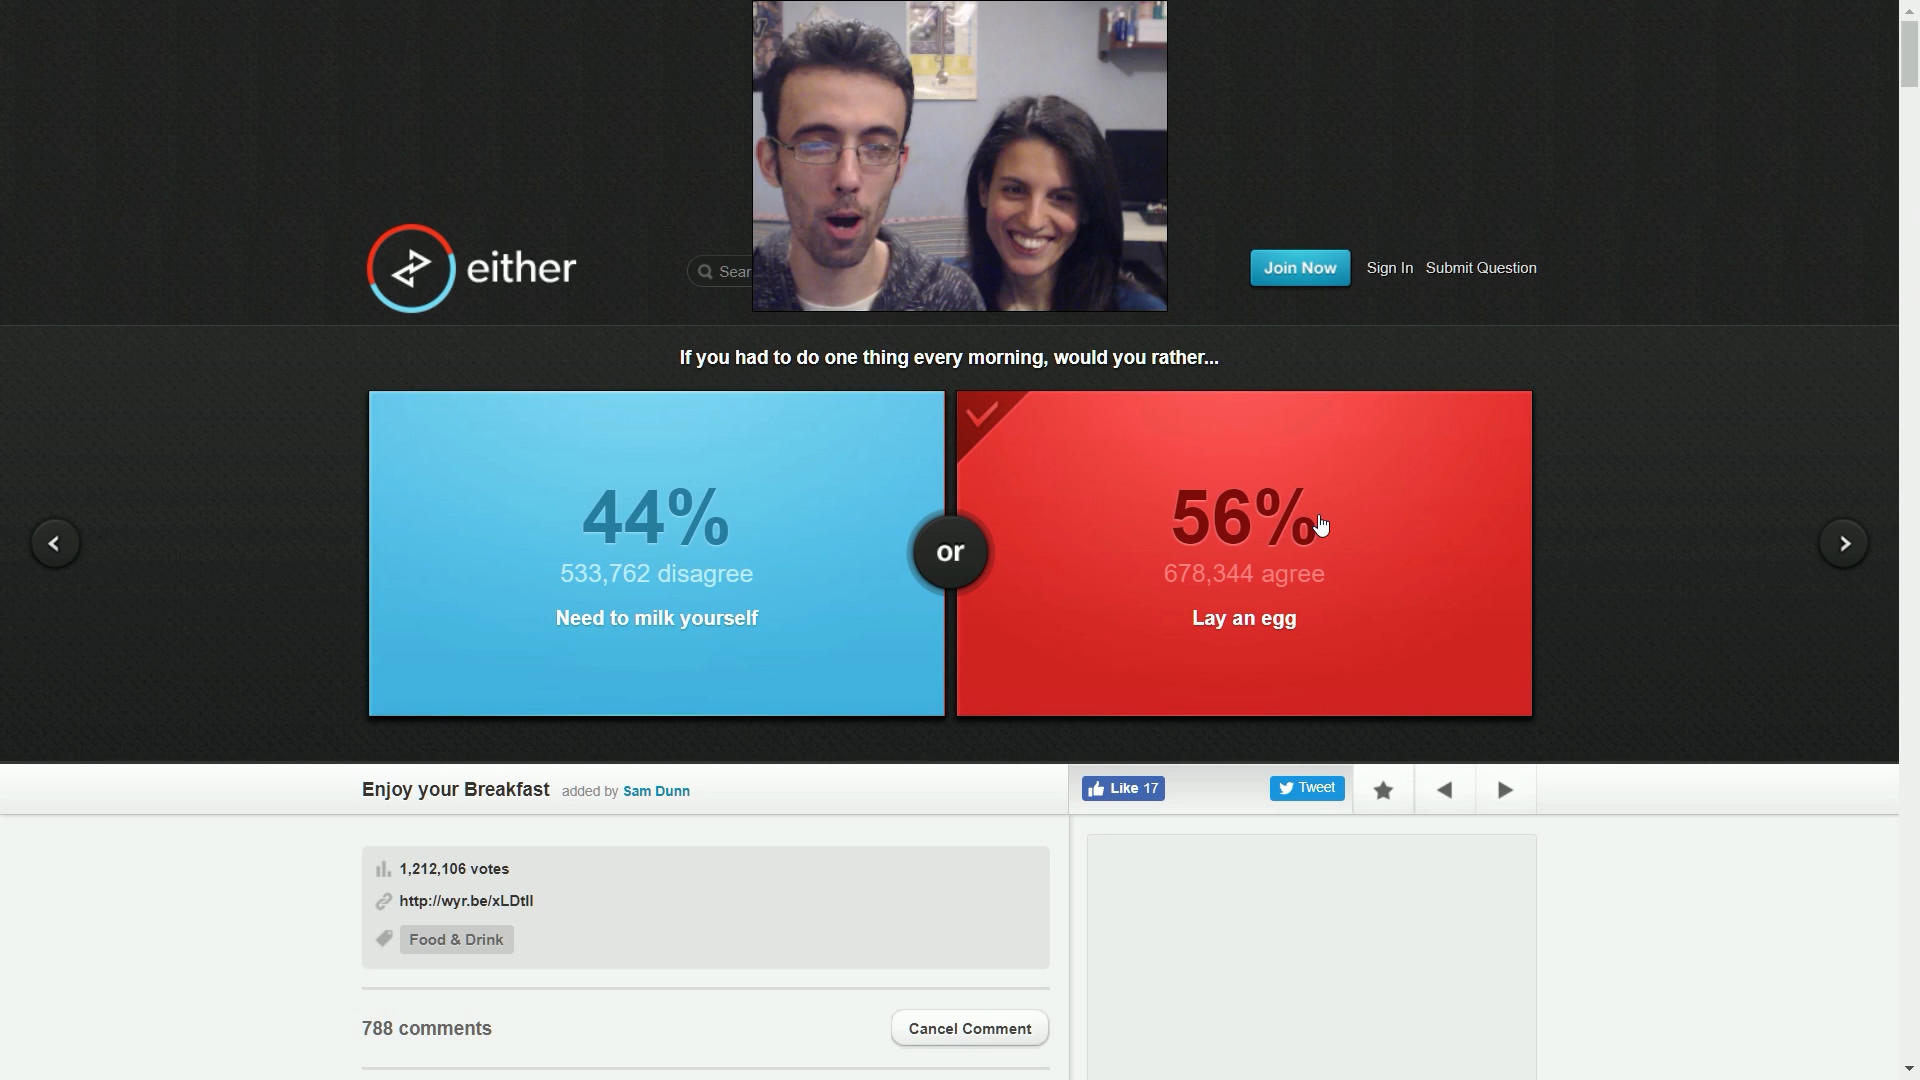 either
Sear
Join Now
Sign In
Submit Question
If you had to do one thing every morning, would you rather...
44%
533,762 disagree
Need to milk yourself
or
56%
678,344 agree
Lay an egg
Enjoy your Breakfast added by Sam Dunn
Like 17
Tweet
1,212,106 votes
http://wyr.be/xLDtIl
Food & Drink
788 comments
Cancel Comment